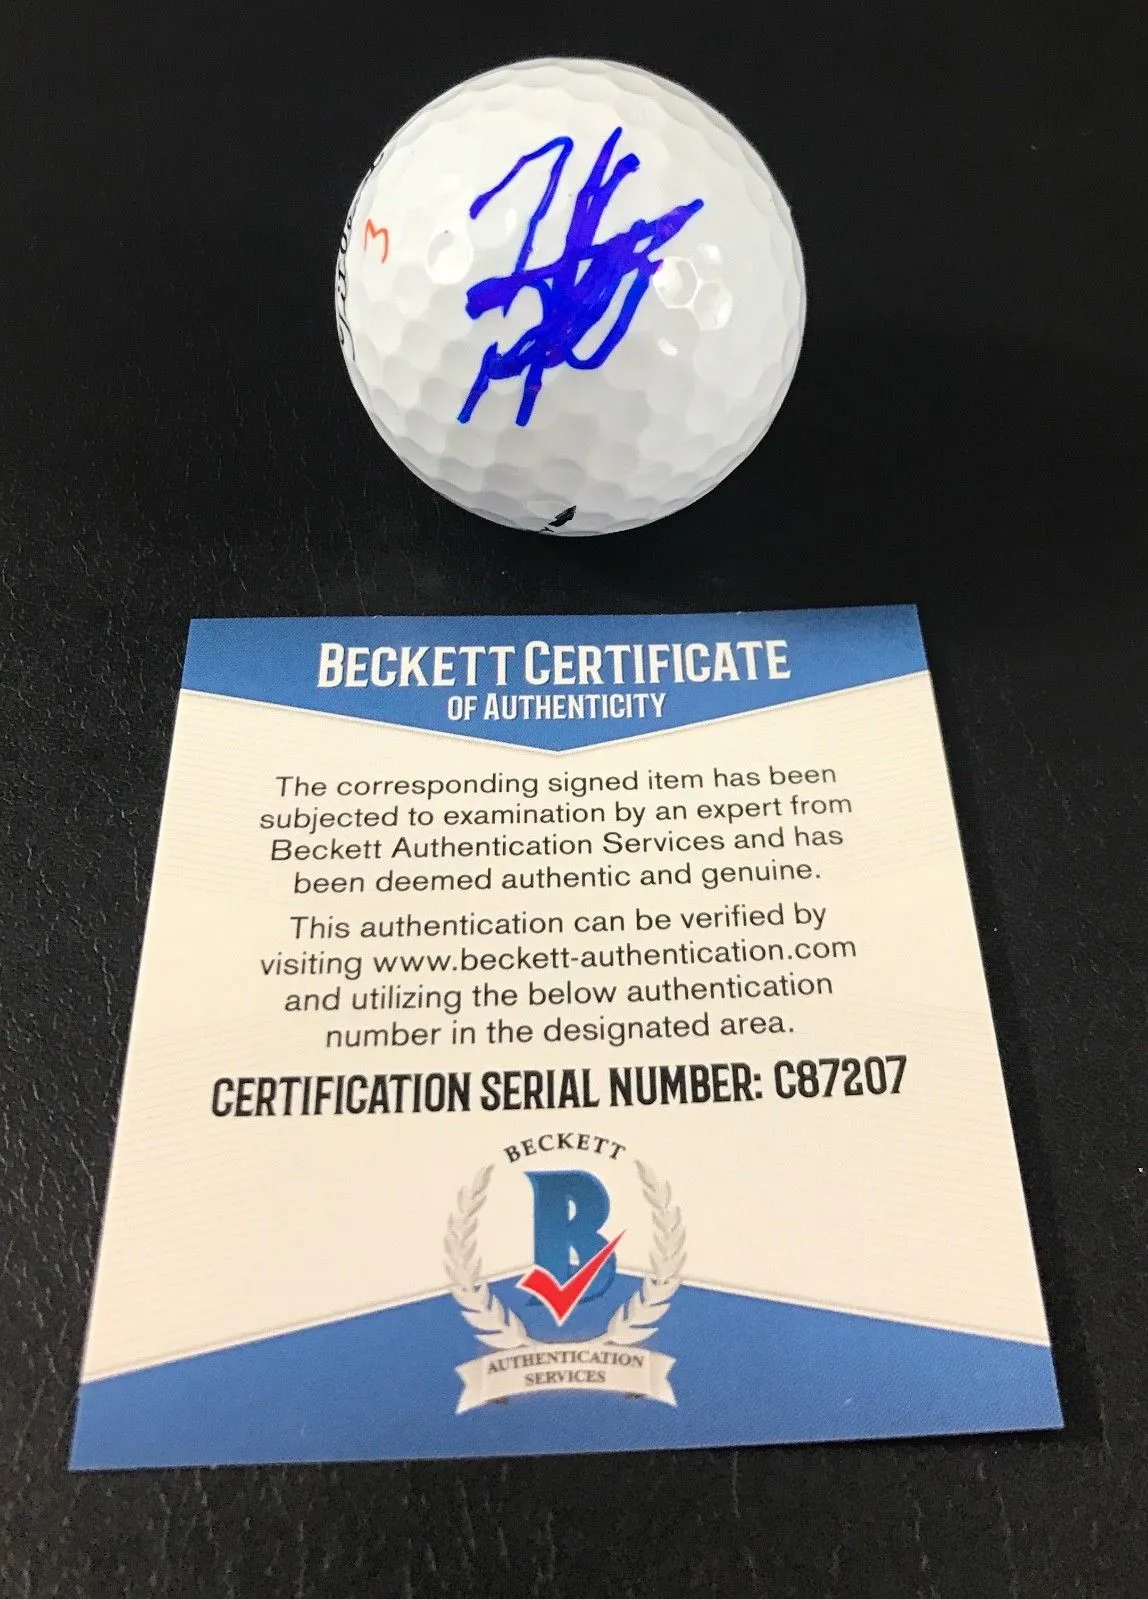 Titleist
3
BECKETT CERTIFICATE
OF AUTHENTICITY
The corresponding signed item has been
subjected to examination by an expert from
Beckett Authentication Services and has
been deemed authentic and genuine.
This authentication can be verified by
visiting www.beckett-authentication.com
and utilizing the below authentication
number in the designated area.
CERTIFICATION SERIAL NUMBER: C87207
BECKETT
B
AUTHENTICATION
SERVICES